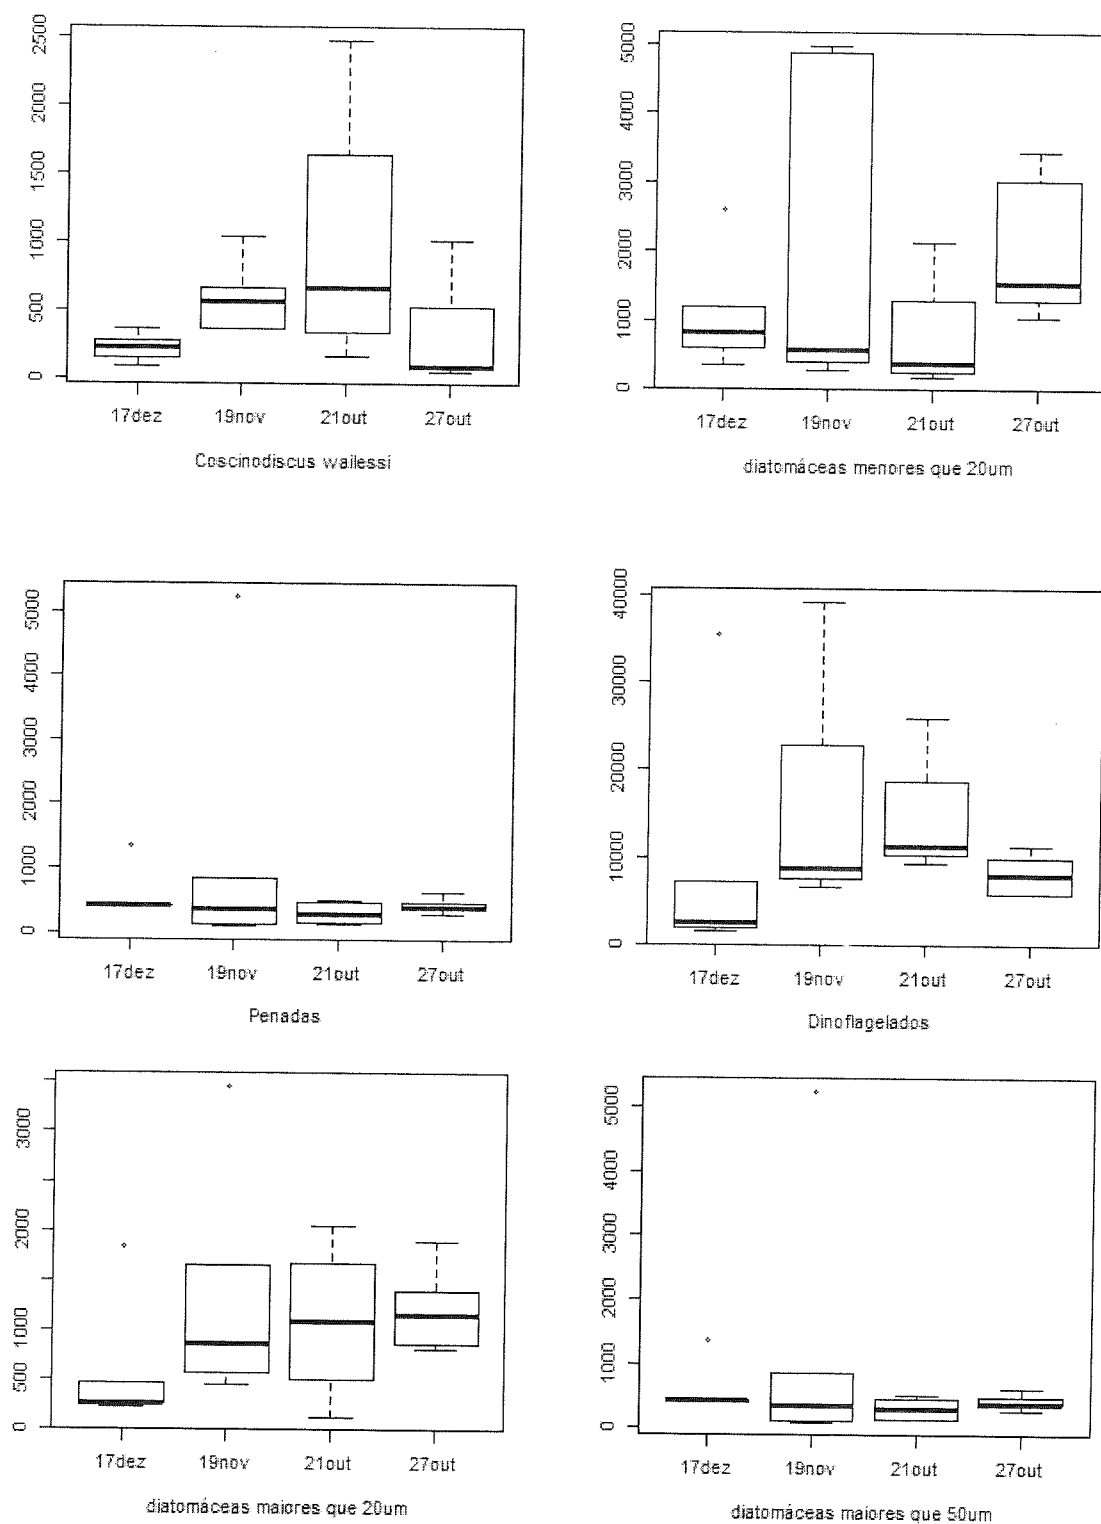 2500
2000
1500
1000
500
0
17dez 19nov 21out 27out
Coscinodiscus wailessi
5000
4000
3000
2000
1000
0
17dez 19nov 21out 27out
diatomáceas menores que 20um
5000
4000
3000
2000
1000
0
17dez 19nov 21out 27out
Penadas
40000
30000
20000
10000
0
17dez 19nov 21out 27out
Dinoflagelados
3000
2000
1000
500
0
17dez 19nov 21out 27out
diatomáceas maiores que 20um
5000
4000
3000
2000
1000
0
17dez 19nov 21out 27out
diatomáceas maiores que 50um